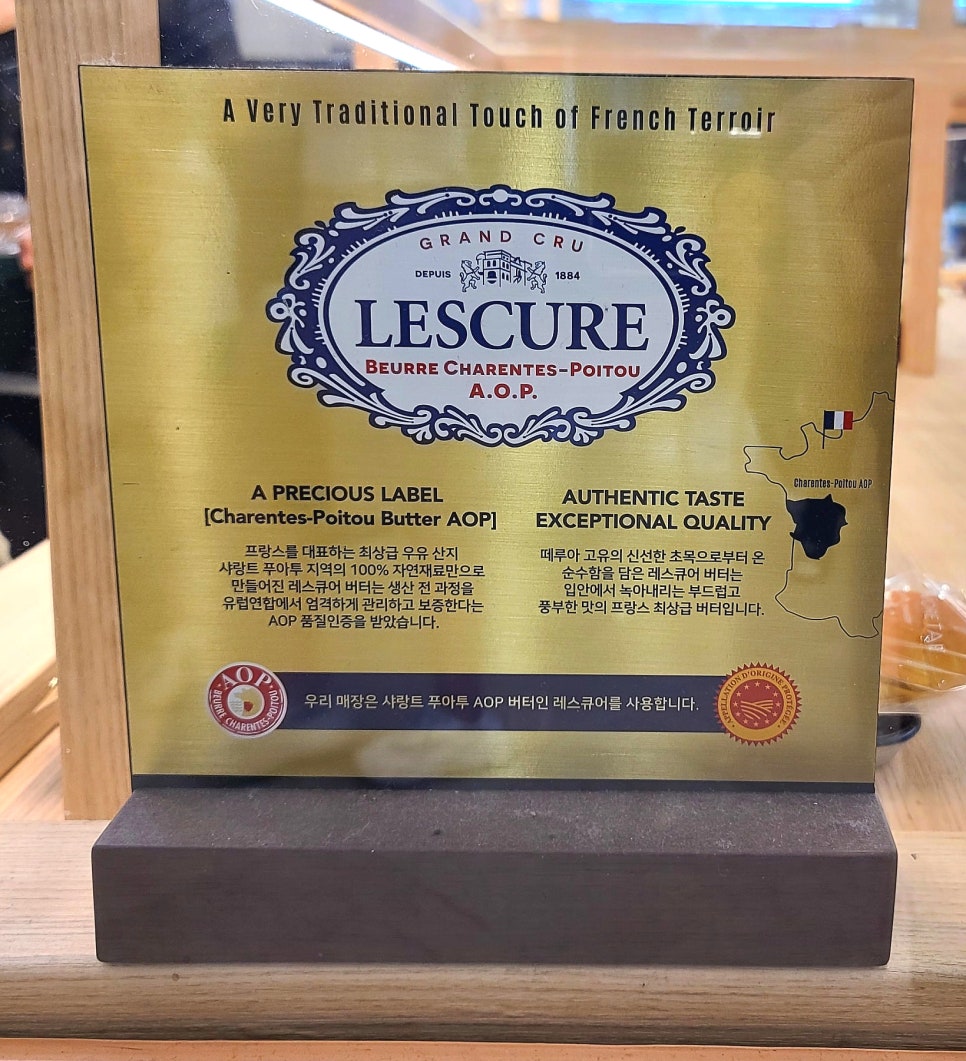 A Very Traditional Touch of French Terroir
GRAND CRU
DEPUIS 1884
LESCURE
BEURRE CHARENTES-POITOU
A.O.P.
Charentes-Poitou AOP
A PRECIOUS LABEL
[Charentes-Poitou Butter AOP]
프랑스를 대표하는 최상급 우유 산지
샤랑트 푸아투 지역의 100% 자연재료만으로
만들어진 레스큐어 버터는 생산 전 과정을
유럽연합에서 엄격하게 관리하고 보증한다는
AOP 품질인증을 받았습니다.
AUTHENTIC TASTE
EXCEPTIONAL QUALITY
떼루아 고유의 신선한 초목으로부터 온
순수함을 담은 레스큐어 버터는
입안에서 녹아내리는 부드럽고
풍부한 맛의 프랑스 최상급 버터입니다.
AOP
BEURRE CHARENTES-POITOU
우리 매장은 샤랑트 푸아투 AOP 버터인 레스큐어를 사용합니다.
APPELLATION D'ORIGINE PROTÉGÉE